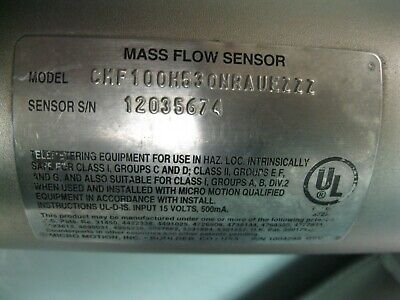 MASS FLOW SENSOR
MODEL CMF100H530NRAUEZZZ
SENSOR S/N 12035674
TELEMETERING EQUIPMENT FOR USE IN HAZ. LOC. INTRINSICALLY
SAFE FOR CLASS I, GROUPS C AND D; CLASS II, GROUPS E,F,
AND G, AND ALSO SUITABLE FOR CLASS I, GROUPS A, B, DIV.2
WHEN USED AND INSTALLED WITH MICRO MOTION QUALIFIED
EQUIPMENT IN ACCORDANCE WITH INSTALL.
INSTRUCTIONS UL-D-IS. INPUT 15 VOLTS, 500mA.
UL
This product may be manufactured under one or more of the following
MICRO MOTION, INC. BOULDER, CO / USA